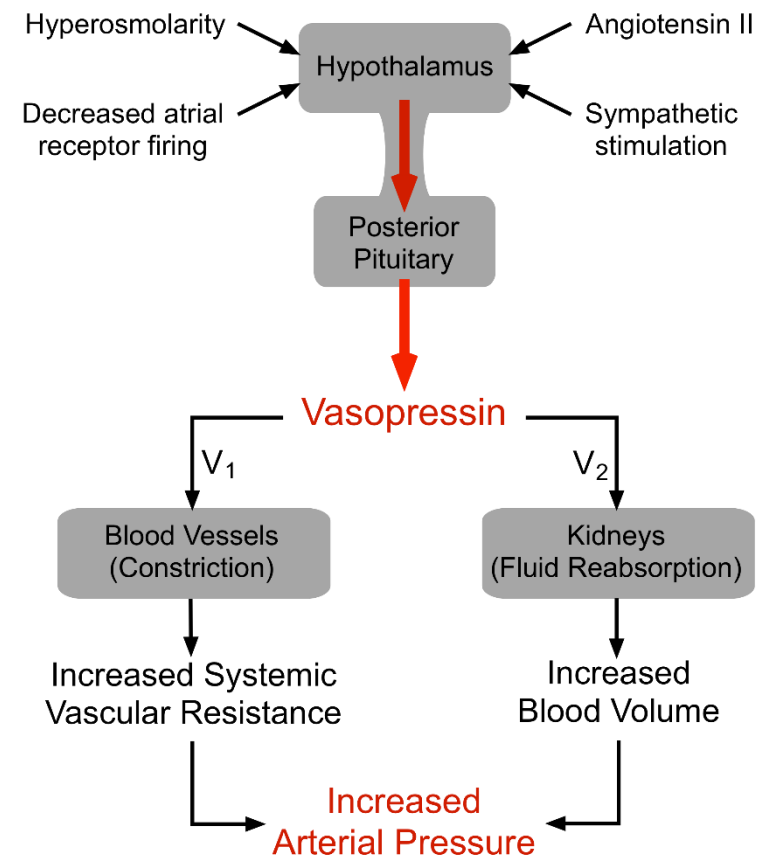 Hyperosmolarity
Angiotensin II
Hypothalamus
Decreased atrial
receptor firing
Sympathetic
stimulation
Posterior
Pituitary
Vasopressin
V₁
V₂
Blood Vessels
(Constriction)
Kidneys
(Fluid Reabsorption)
Increased Systemic
Vascular Resistance
Increased
Blood Volume
Increased
Arterial Pressure